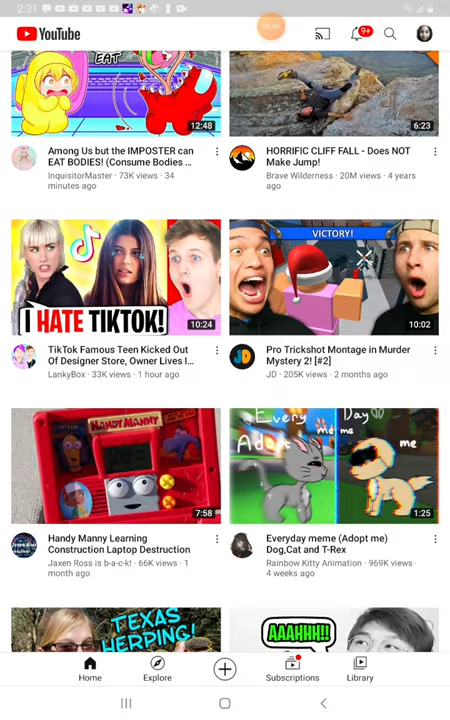 2:31
00:09
YouTube
9+
EAT
12:48
6:23
Among Us but the IMPOSTER can
EAT BODIES! (Consume Bodies ...
InquisitorMaster · 73K views · 34
minutes ago
HORRIFIC CLIFF FALL - Does NOT
Make Jump!
Brave Wilderness · 20M views · 4 years
ago
I HATE TIKTOK!
10:24
VICTORY!
10:02
TikTok Famous Teen Kicked Out
Of Designer Store, Owner Lives I...
LankyBox · 33K views · 1 hour ago
Pro Trickshot Montage in Murder
Mystery 2! [#2]
JD · 205K views · 2 months ago
JD
HANDY MANNY
7:58
Every Day
me me
Adopt
me
1:25
Handy Manny Learning
Construction Laptop Destruction
Jaxen Ross is b-a-c-k! · 66K views · 1
month ago
Everyday meme (Adopt me)
Dog,Cat and T-Rex
Rainbow Kitty Animation · 969K views ·
4 weeks ago
TEXAS
HERPING!
AAAHHH!!
Home
Explore
Subscriptions
Library